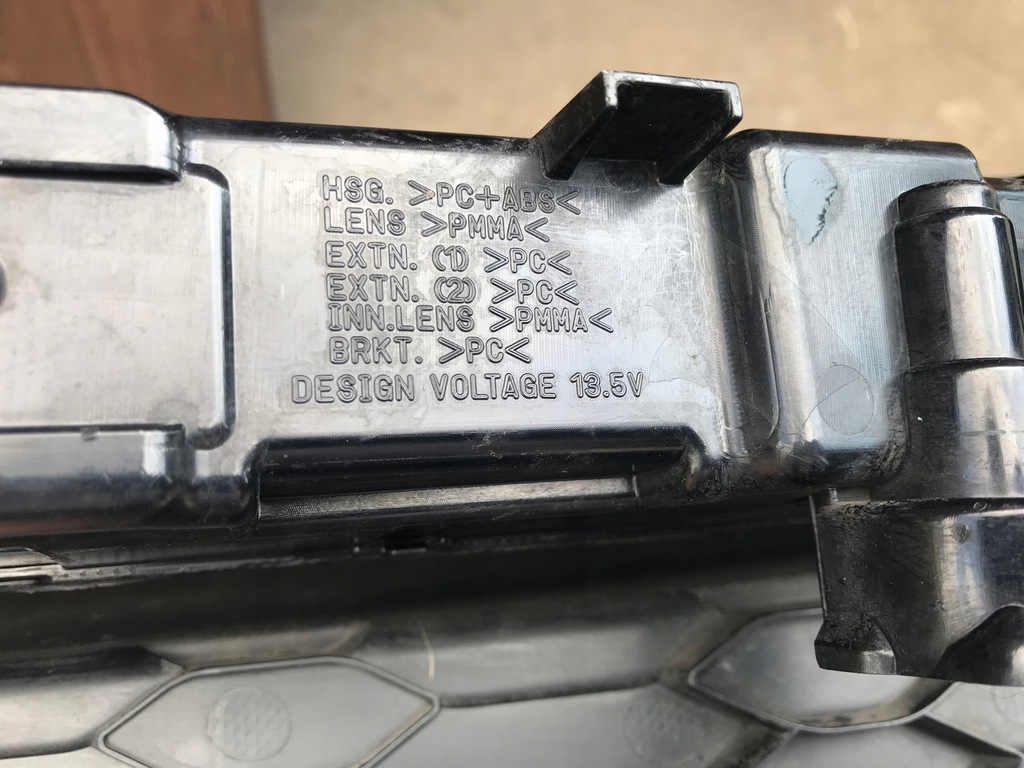 HSG. >PC+ABS<
LENS >PMMA<
EXTN. (1) >PC<
EXTN. (2) >PC<
INN.LENS >PMMA<
BRKT. >PC<
DESIGN VOLTAGE 13.5V